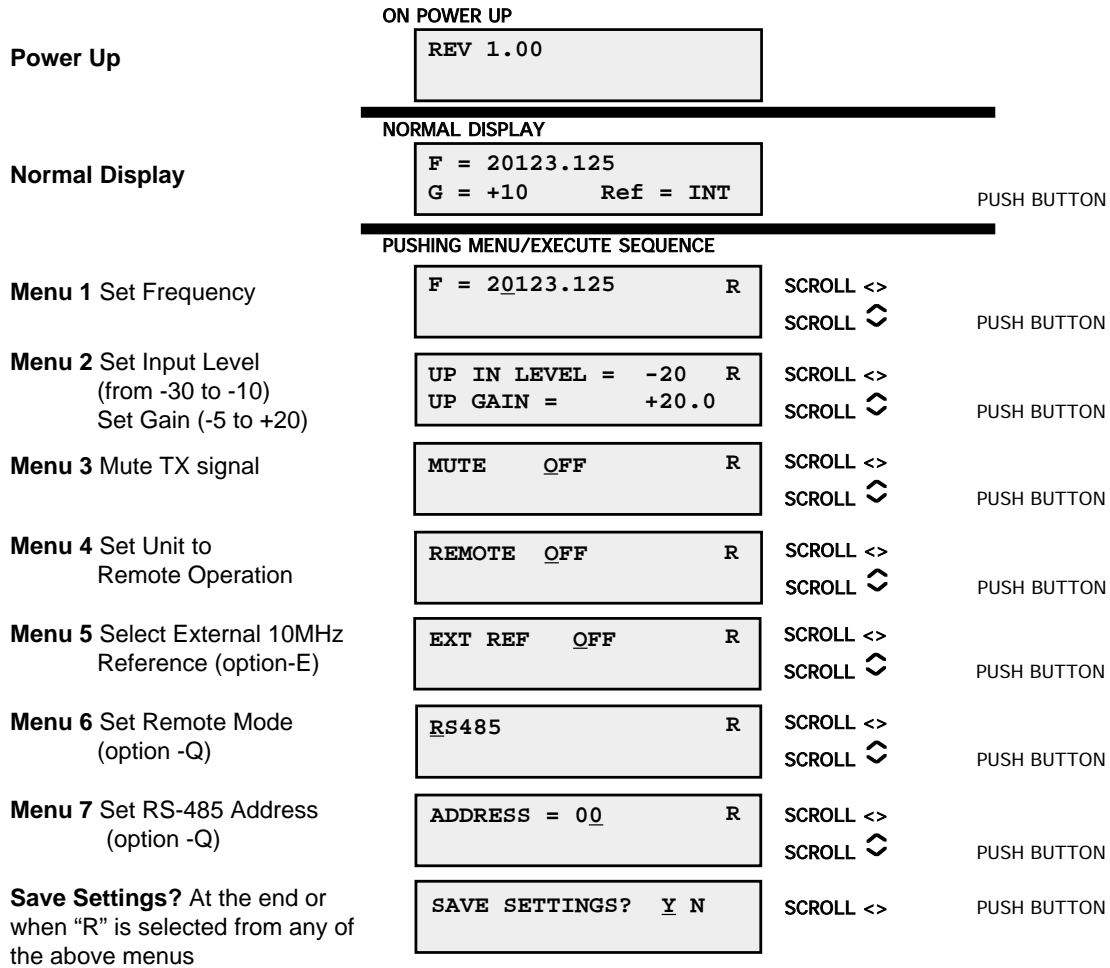 ON POWER UP
Power Up
REV 1.00
NORMAL DISPLAY
Normal Display
F = 20123.125
G = +10 Ref = INT
PUSH BUTTON
PUSHING MENU/EXECUTE SEQUENCE
Menu 1 Set Frequency
F = 20123.125 R
SCROLL <>
SCROLL
PUSH BUTTON
Menu 2 Set Input Level
(from -30 to -10)
Set Gain (-5 to +20)
UP IN LEVEL = -20 R
UP GAIN = +20.0
SCROLL <>
SCROLL
PUSH BUTTON
Menu 3 Mute TX signal
MUTE OFF R
SCROLL <>
SCROLL
PUSH BUTTON
Menu 4 Set Unit to
Remote Operation
REMOTE OFF R
SCROLL <>
SCROLL
PUSH BUTTON
Menu 5 Select External 10MHz
Reference (option-E)
EXT REF OFF R
SCROLL <>
SCROLL
PUSH BUTTON
Menu 6 Set Remote Mode
(option -Q)
RS485 R
SCROLL <>
SCROLL
PUSH BUTTON
Menu 7 Set RS-485 Address
(option -Q)
ADDRESS = 00 R
SCROLL <>
SCROLL
PUSH BUTTON
Save Settings? At the end or
when “R” is selected from any of
the above menus
SAVE SETTINGS? Y N
SCROLL <>
PUSH BUTTON